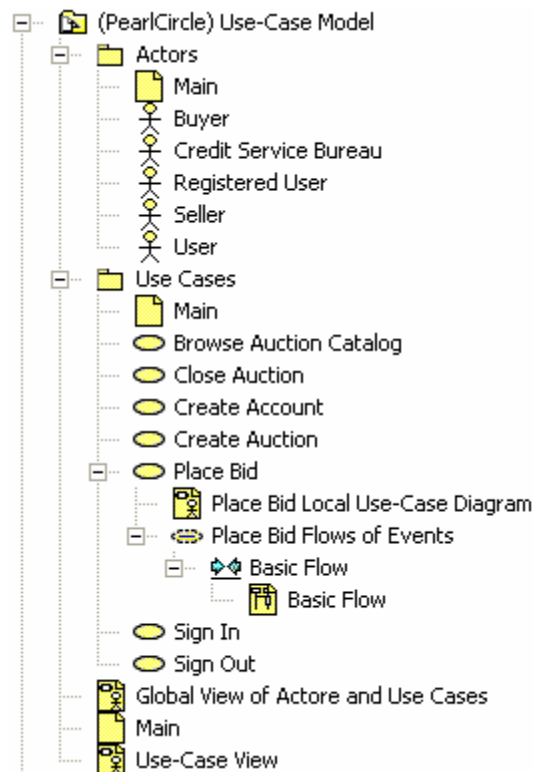 (PearlCircle) Use-Case Model
Actors
Main
Buyer
Credit Service Bureau
Registered User
Seller
User
Use Cases
Main
Browse Auction Catalog
Close Auction
Create Account
Create Auction
Place Bid
Place Bid Local Use-Case Diagram
Place Bid Flows of Events
Basic Flow
Basic Flow
Sign In
Sign Out
Global View of Actore and Use Cases
Main
Use-Case View